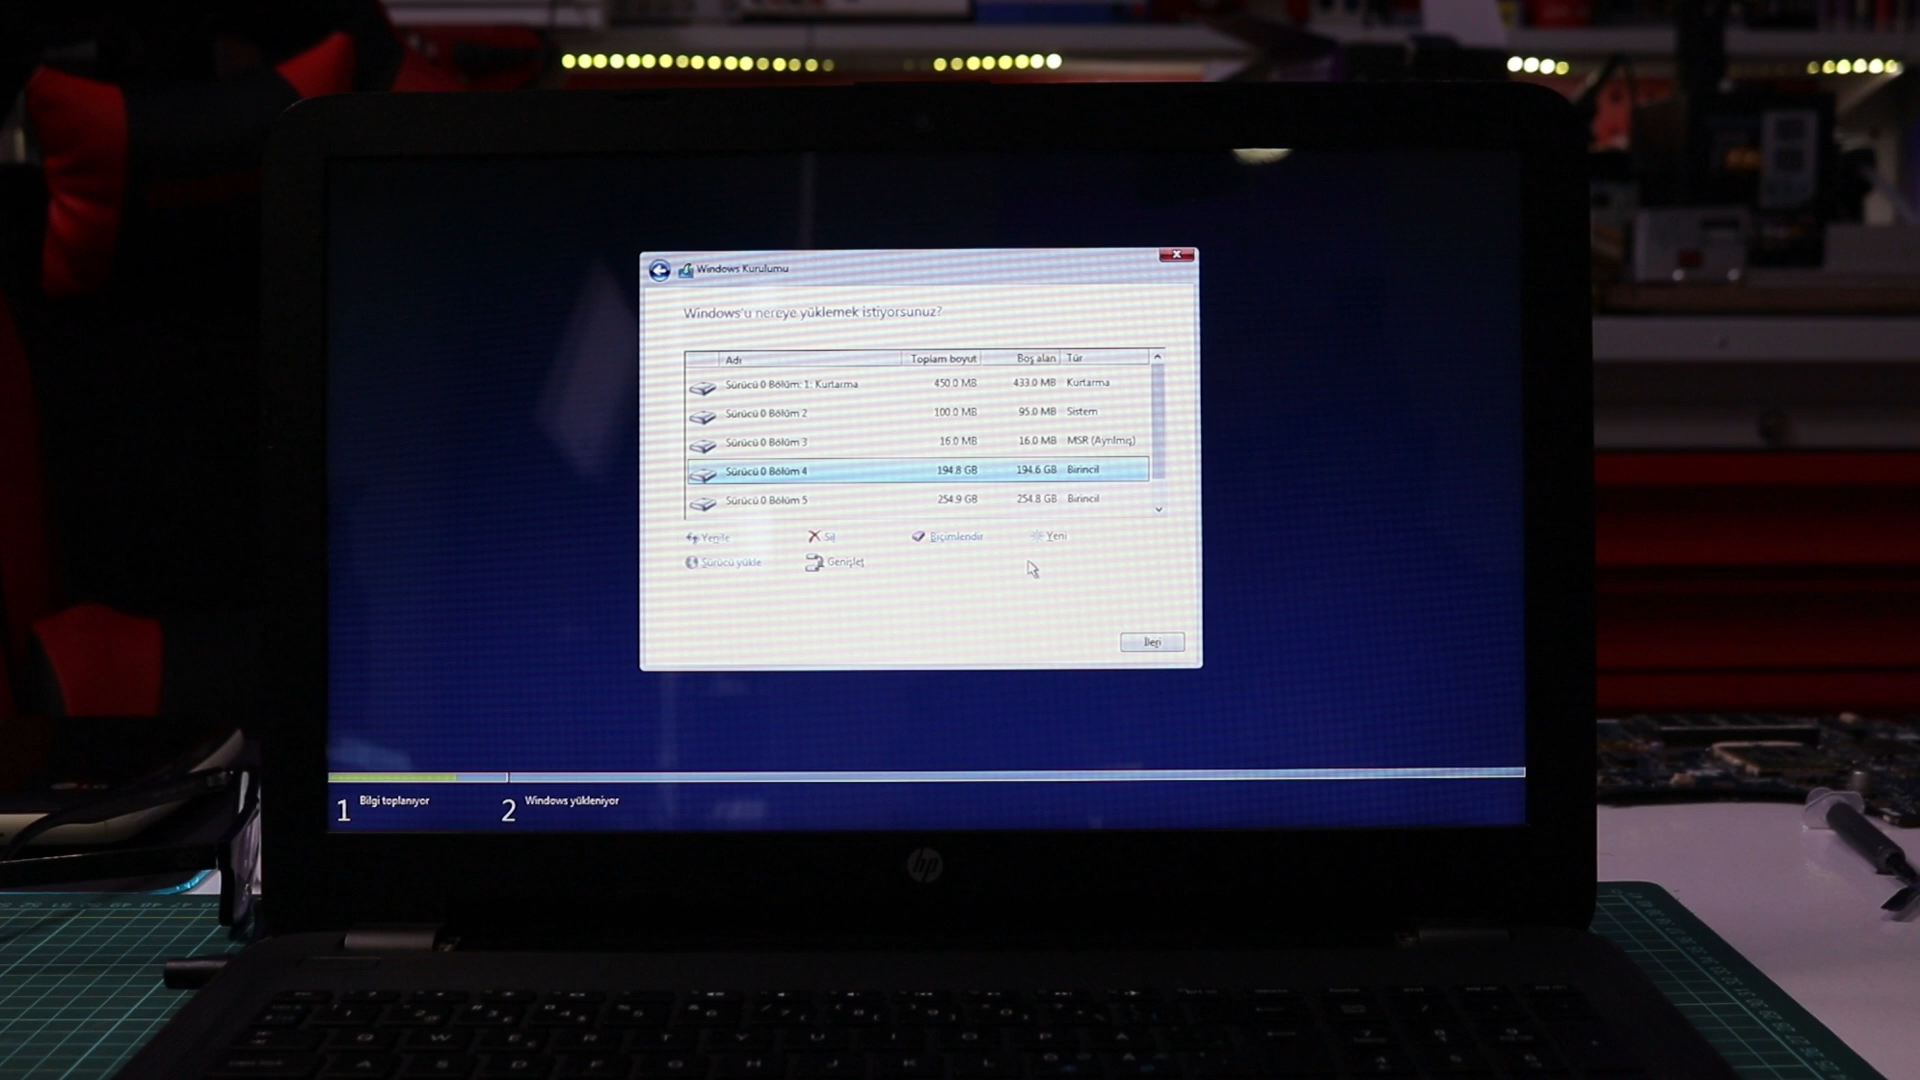 Windows Kurulumu
Windows'u nereye yüklemek istiyorsunuz?
Adı Toplam boyut Boş alan Tür
Sürücü 0 Bölüm: 1: Kurtarma 450.0 MB 433.0 MB Kurtarma
Sürücü 0 Bölüm 2 100.0 MB 95.0 MB Sistem
Sürücü 0 Bölüm 3 16.0 MB 16.0 MB MSR (Ayrılmış)
Sürücü 0 Bölüm 4 194.8 GB 194.6 GB Birincil
Sürücü 0 Bölüm 5 254.9 GB 254.8 GB Birincil
Yenile Sil Biçimlendir Yeni
Sürücü yükle Genişlet
İleri
1 Bilgi toplanıyor 2 Windows yükleniyor
hp
Q W E R T Y U I O P
A S D F G H J K L